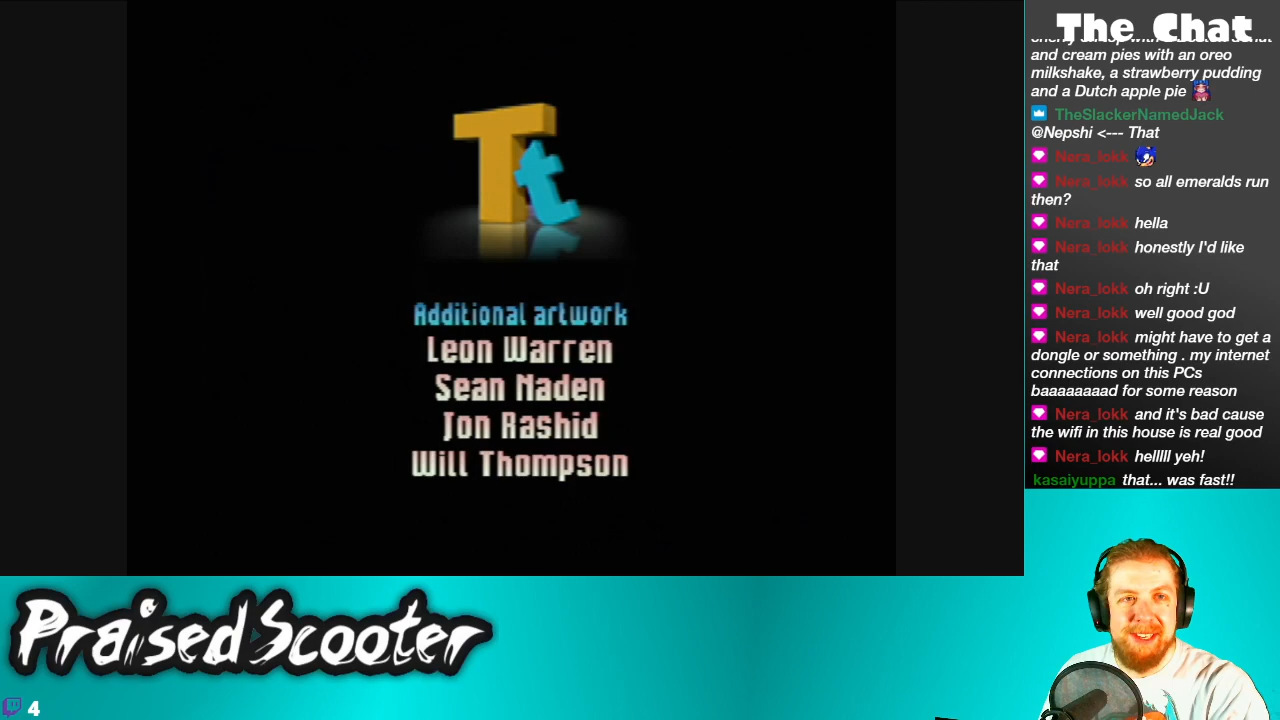 The Chat
and cream pies with an oreo
milkshake, a strawberry pudding
and a Dutch apple pie
TheSlackerNamedJack
@Nepshi <--- That
Nera_lokk
Nera_lokk so all emeralds run
then?
Nera_lokk hella
Nera_lokk honestly I'd like
that
Nera_lokk oh right :U
Nera_lokk well good god
Nera_lokk might have to get a
dongle or something . my internet
connections on this PCs
baaaaaaaad for some reason
Nera_lokk and it's bad cause
the wifi in this house is real good
Nera_lokk helllll yeh!
kasaiyuppa that... was fast!!
Tt
Additional artwork
Leon Warren
Sean Naden
Jon Rashid
Will Thompson
PraisedScooter
4